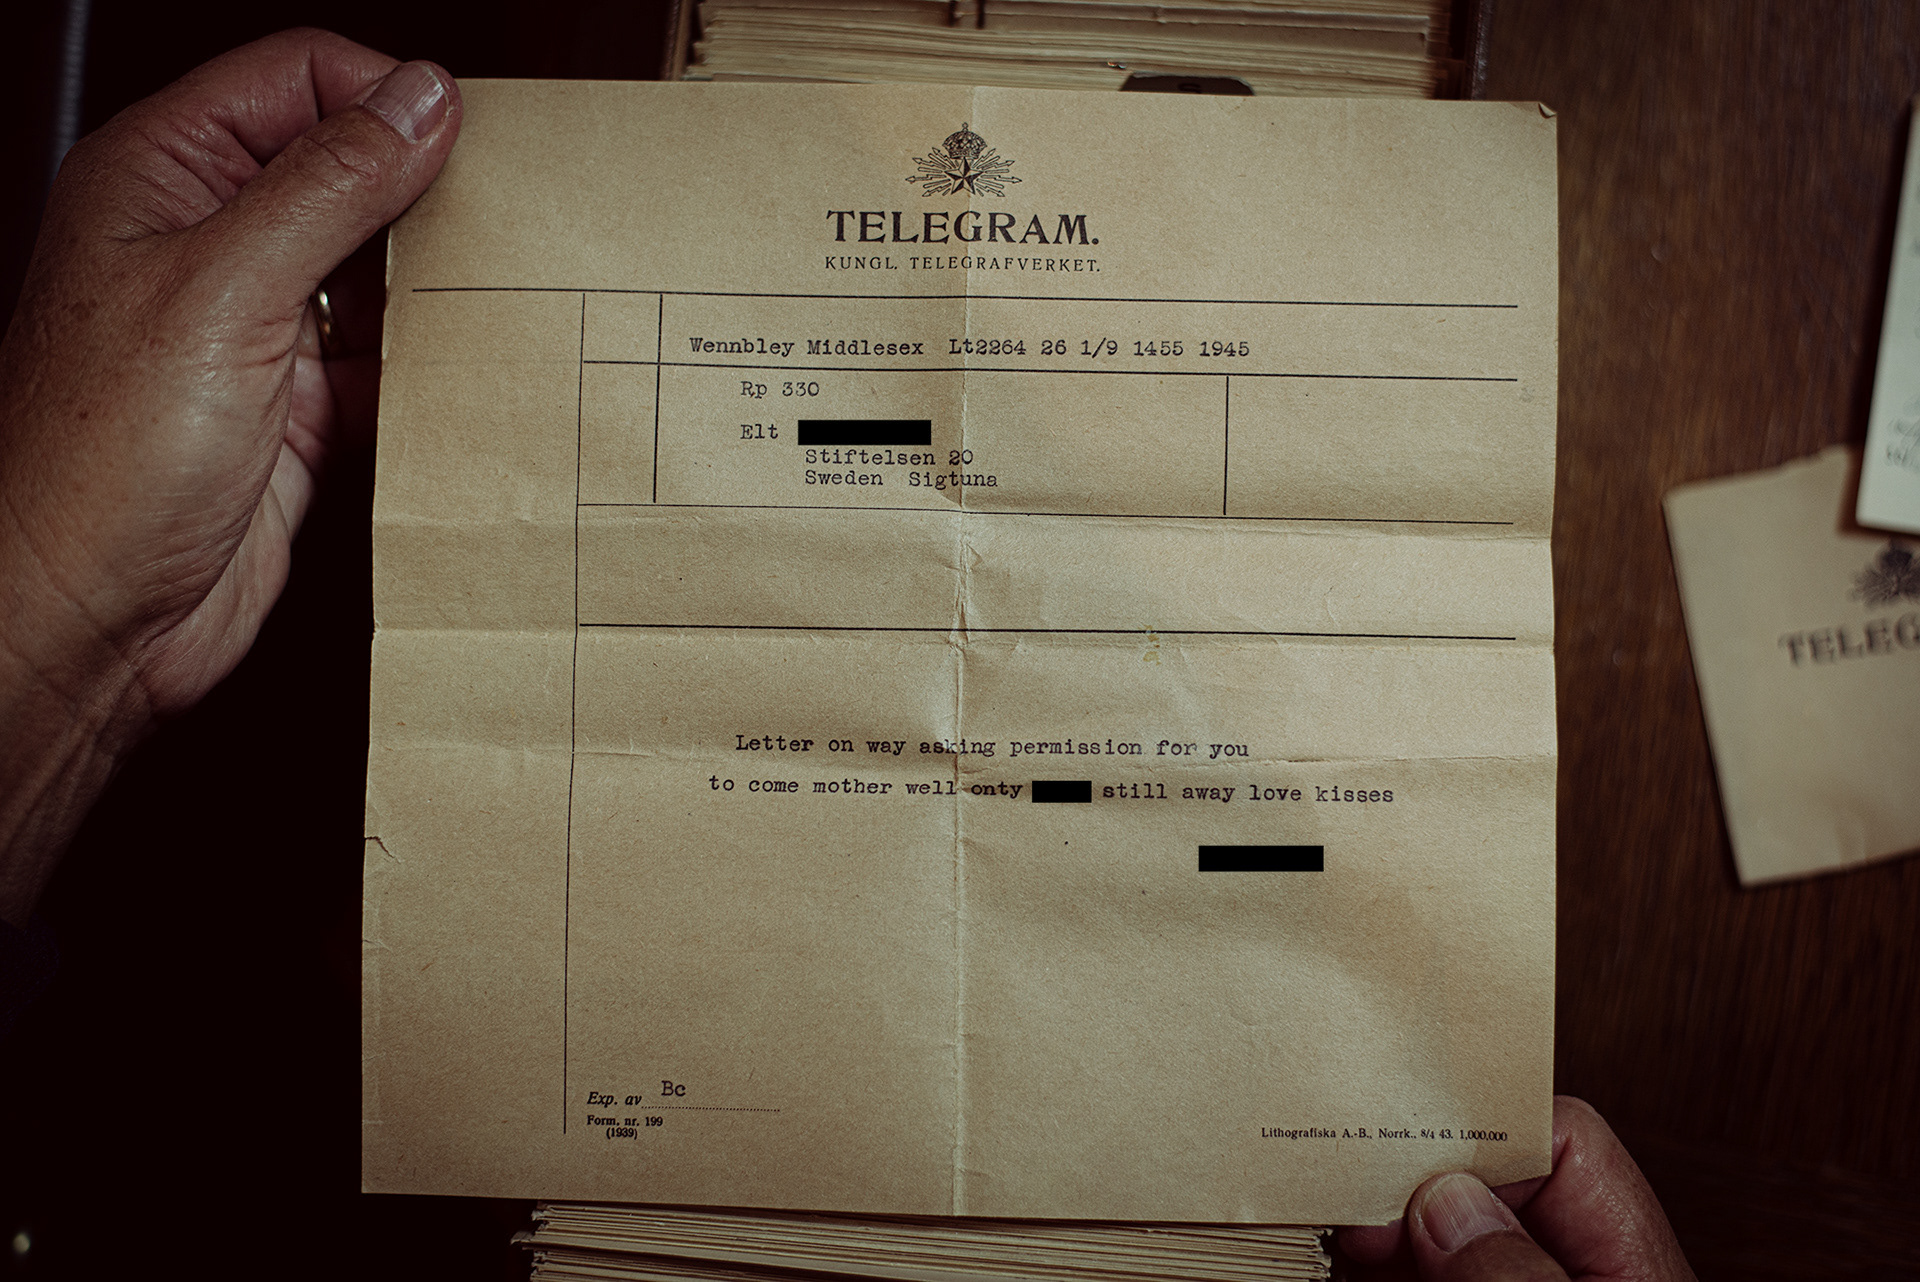 TELEGRAM.
KUNGL. TELEGRAFVERKET.
Wennbley Middlesex Lt2264 26 1/9 1455 1945
Rp 330
Elt
Stiftelsen 20
Sweden Sigtuna
Letter on way asking permission for you
to come mother well onty still away love kisses
Exp. av Bc
Form. nr. 199
(1939)
Lithografiska A.-B., Norrk., 8/4 43. 1,000,000
TELEG